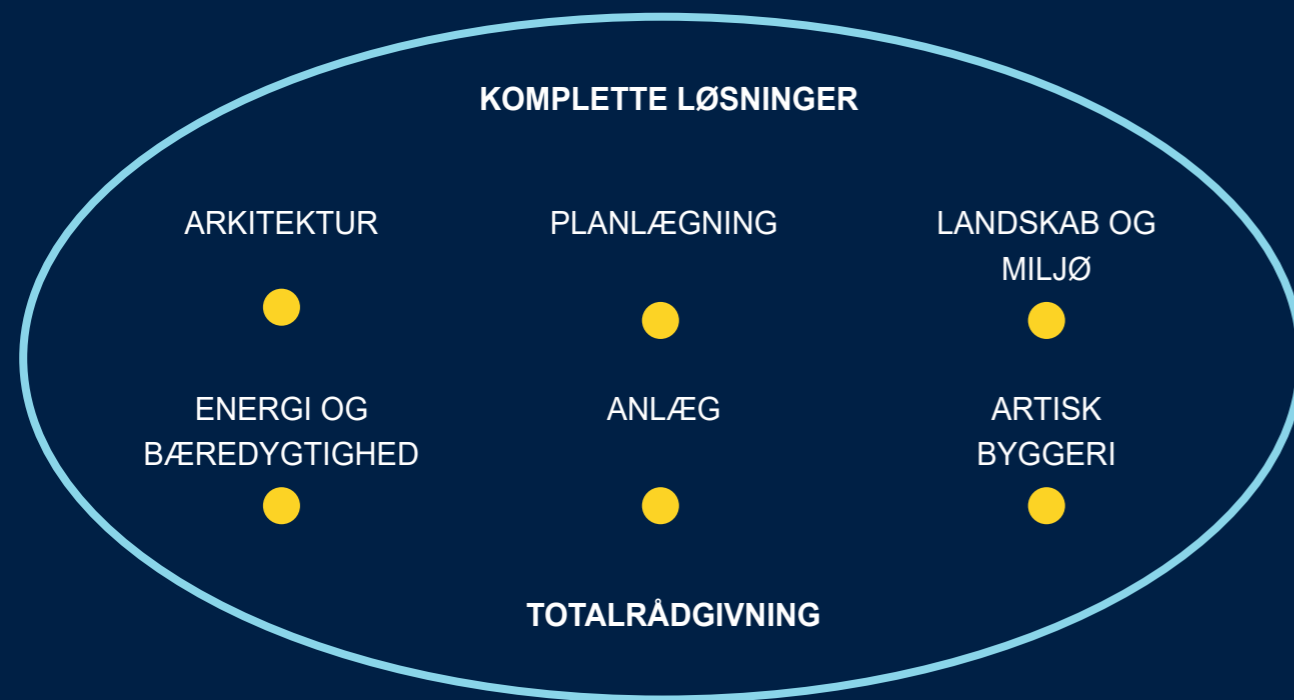 KOMPLETTE LØSNINGER
ARKITEKTUR
PLANLÆGNING
LANDSKAB OG
MILJØ
ENERGI OG
BÆREDYGTIGHED
ANLÆG
ARTISK
BYGGERI
TOTALRÅDGIVNING